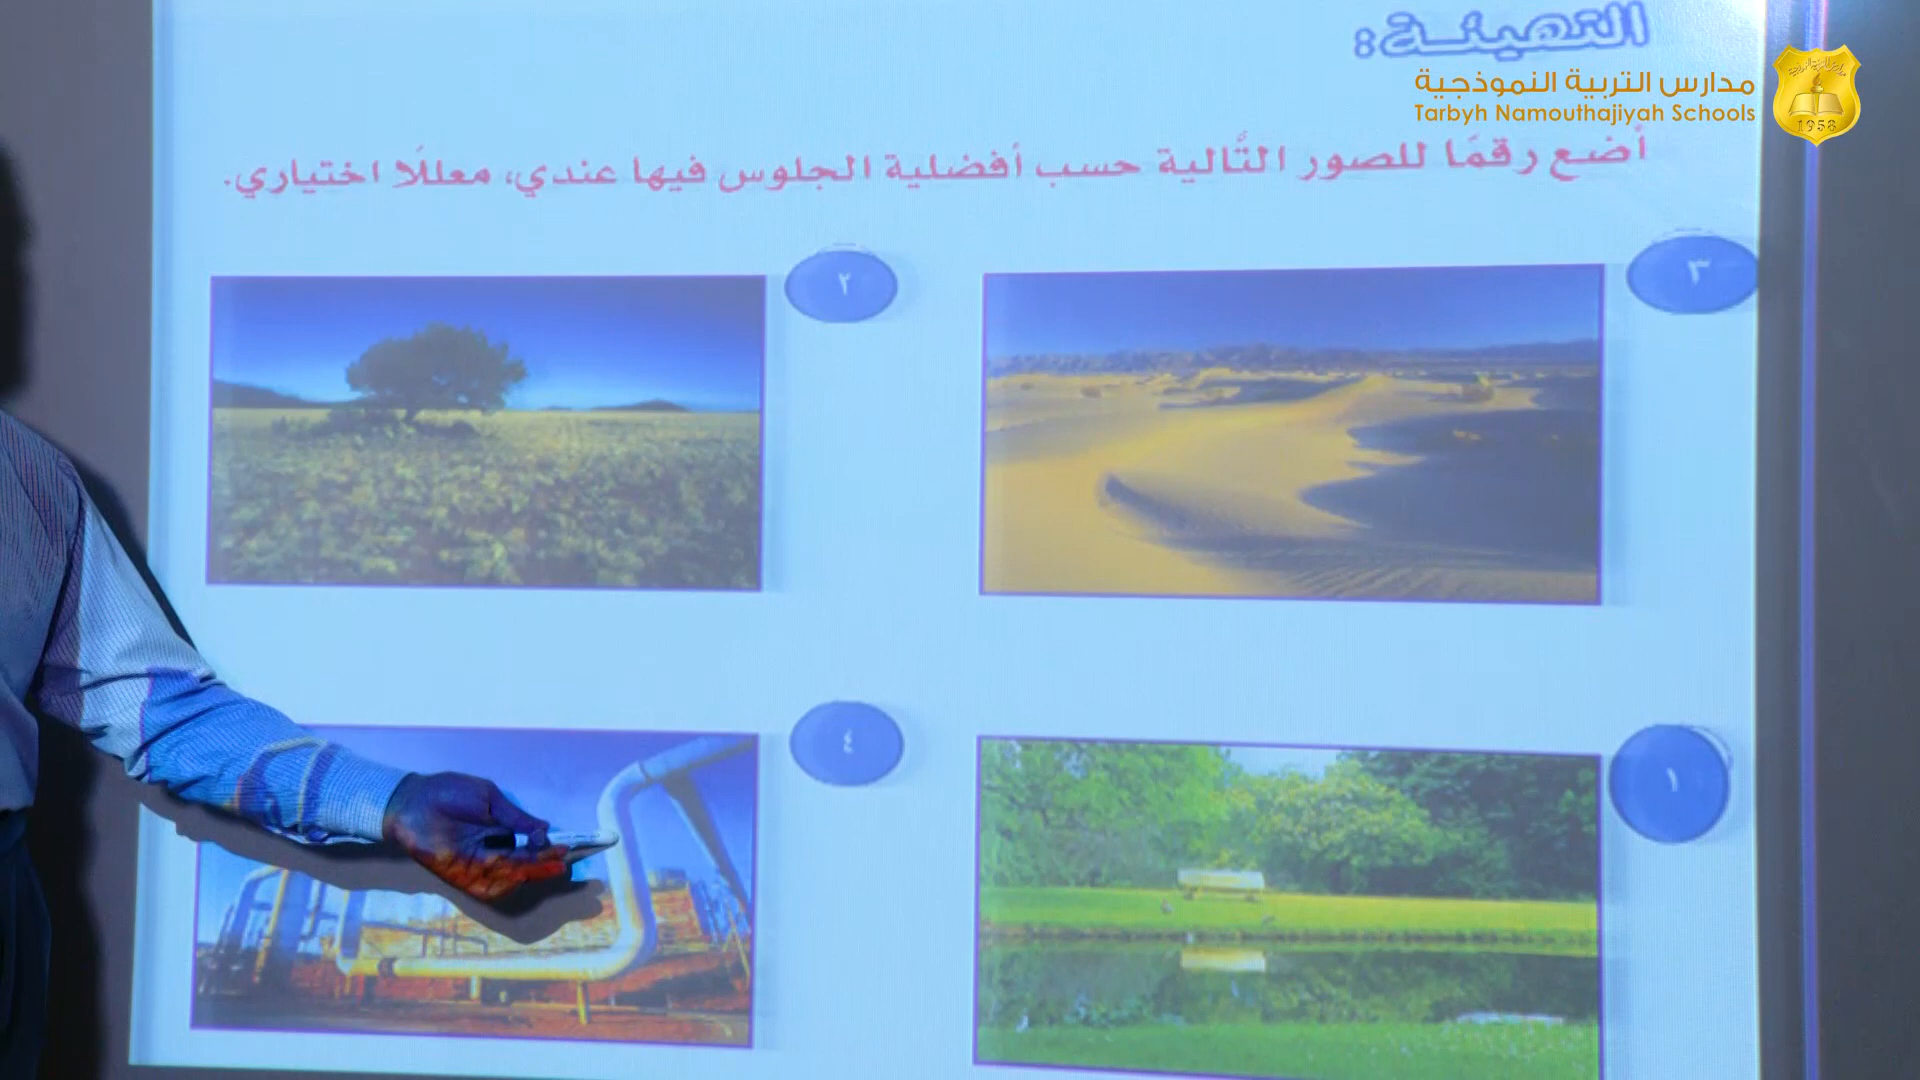 التهيئة:
مدارس التربية النموذجية
Tarbyh Namouthajiyah Schools
1958
أضع رقمًا للصور التَّالية حسب أفضلية الجلوس فيها عندي، معللًا اختياري.
٣
٢
١
٤